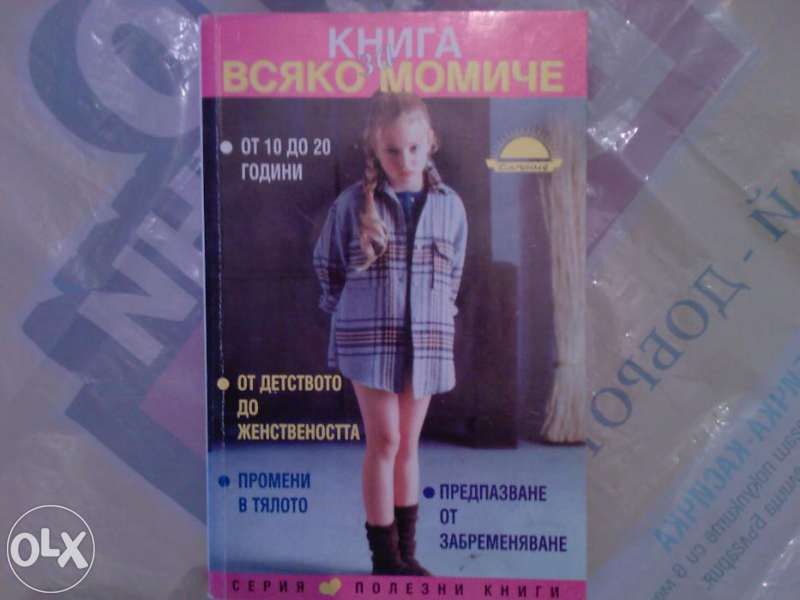 КНИГА
за
ВСЯКО МОМИЧЕ
• ОТ 10 ДО 20
ГОДИНИ
• ОТ ДЕТСТВОТО
ДО
ЖЕНСТВЕНОСТТА
• ПРОМЕНИ
В ТЯЛОТО
• ПРЕДПАЗВАНЕ
ОТ
ЗАБРЕМЕНЯВАНЕ
СЕРИЯ ПОЛЕЗНИ КНИГИ
OLX